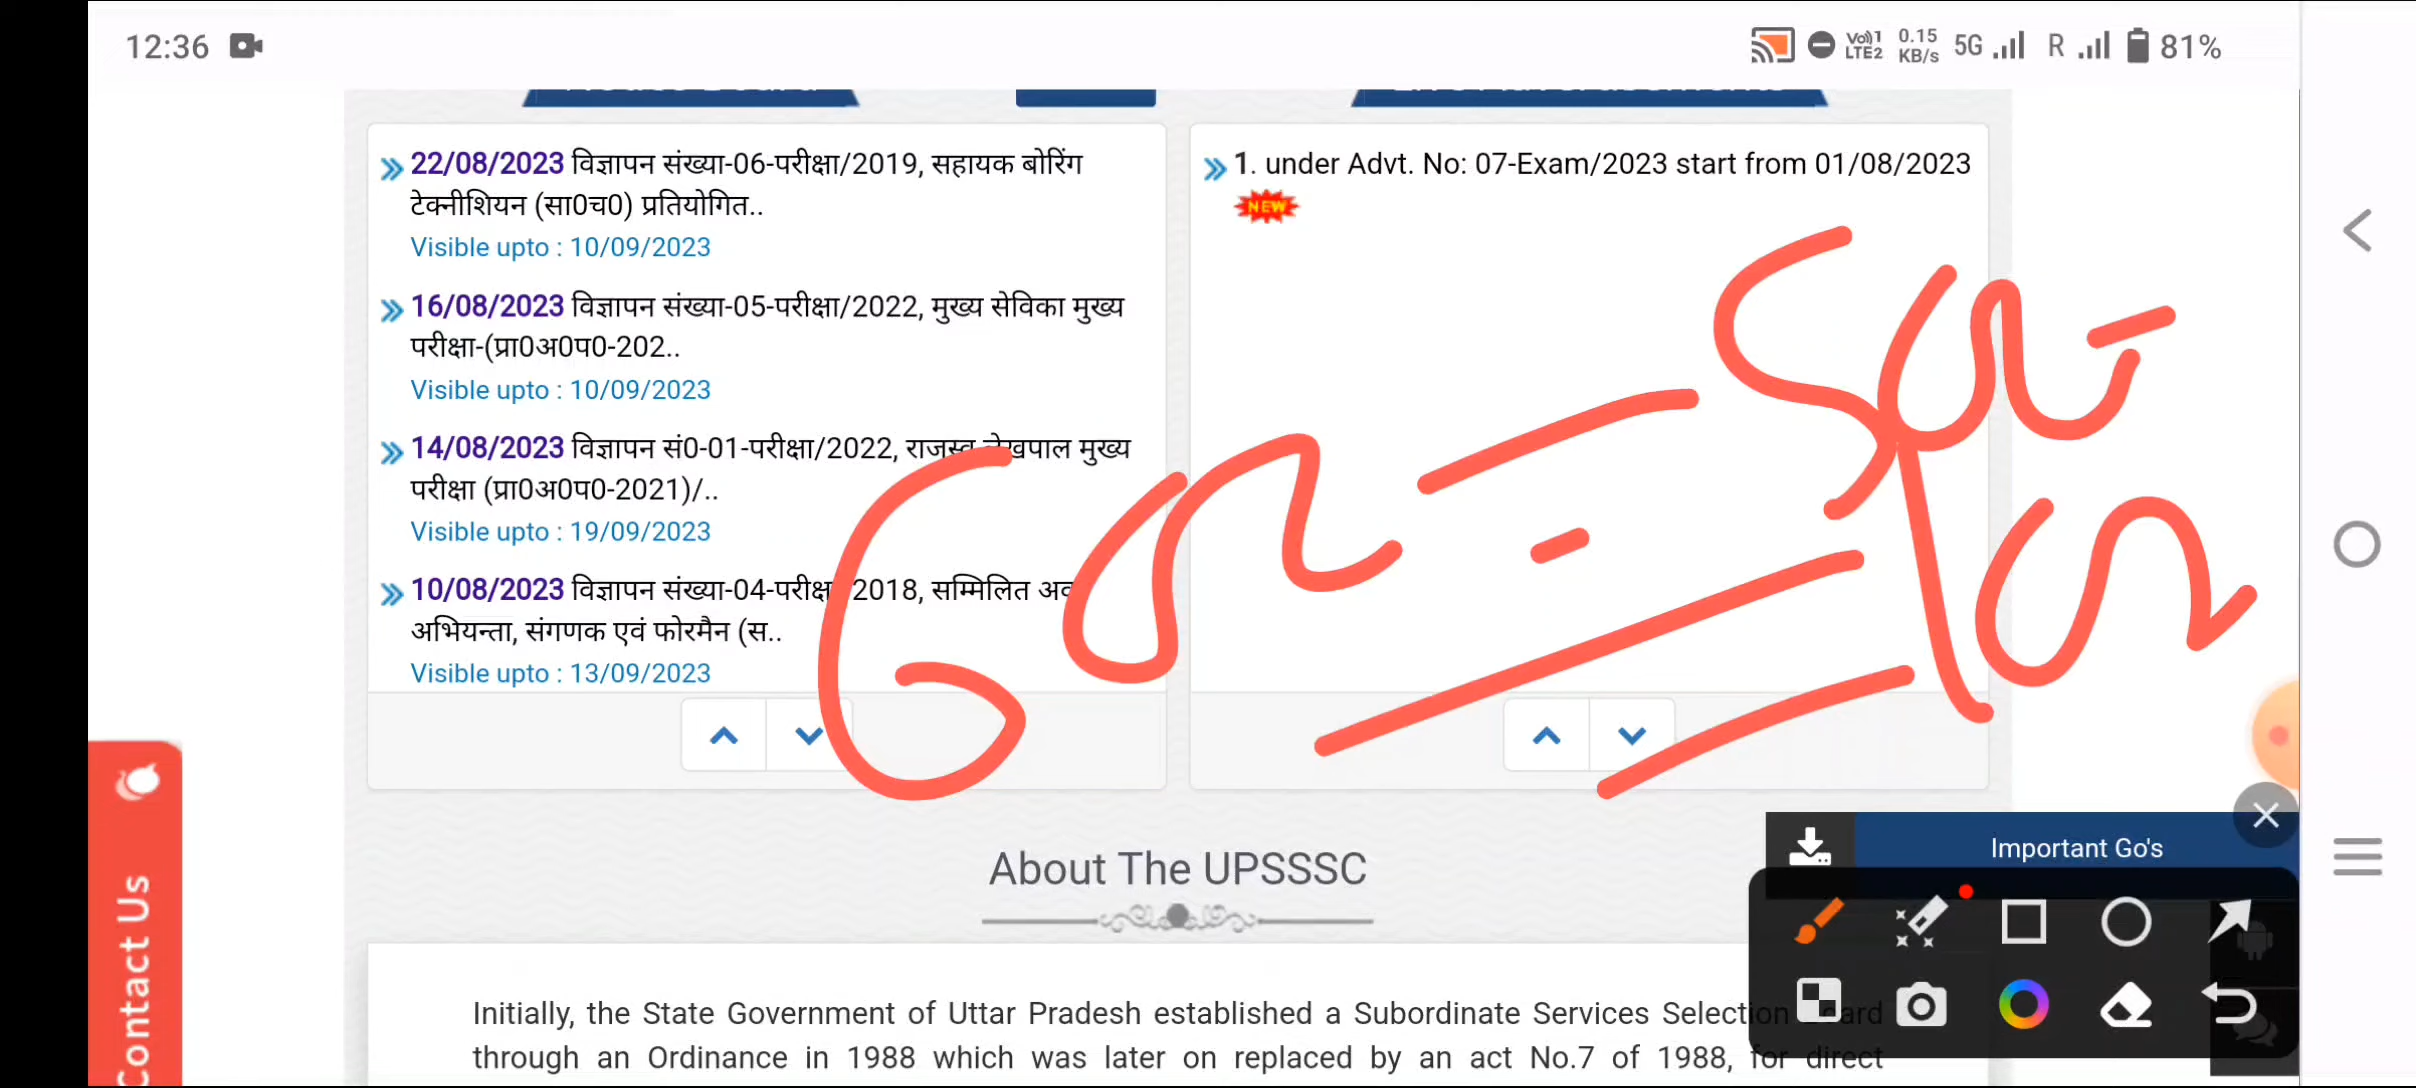 12:36
Vo)) 1 LTE2 0.15 KB/s 5G R 81%
22/08/2023 विज्ञापन संख्या-06-परीक्षा/2019, सहायक बोरिंग
टेक्नीशियन (सा0च0) प्रतियोगित..
Visible upto : 10/09/2023
16/08/2023 विज्ञापन संख्या-05-परीक्षा/2022, मुख्य सेविका मुख्य
परीक्षा-(प्रा0अ0प0-202..
Visible upto : 10/09/2023
14/08/2023 विज्ञापन सं0-01-परीक्षा/2022, राजस्व लेखपाल मुख्य
परीक्षा (प्रा0अ0प0-2021)/..
Visible upto : 19/09/2023
10/08/2023 विज्ञापन संख्या-04-परीक्षा/2018, सम्मिलित
अभियन्ता, संगणक एवं फोरमैन (स..
Visible upto : 13/09/2023
1. under Advt. No: 07-Exam/2023 start from 01/08/2023
NEW
Contact Us
About The UPSSSC
Important Go's
Initially, the State Government of Uttar Pradesh established a Subordinate Services Selection Board
through an Ordinance in 1988 which was later on replaced by an act No.7 of 1988, for direct